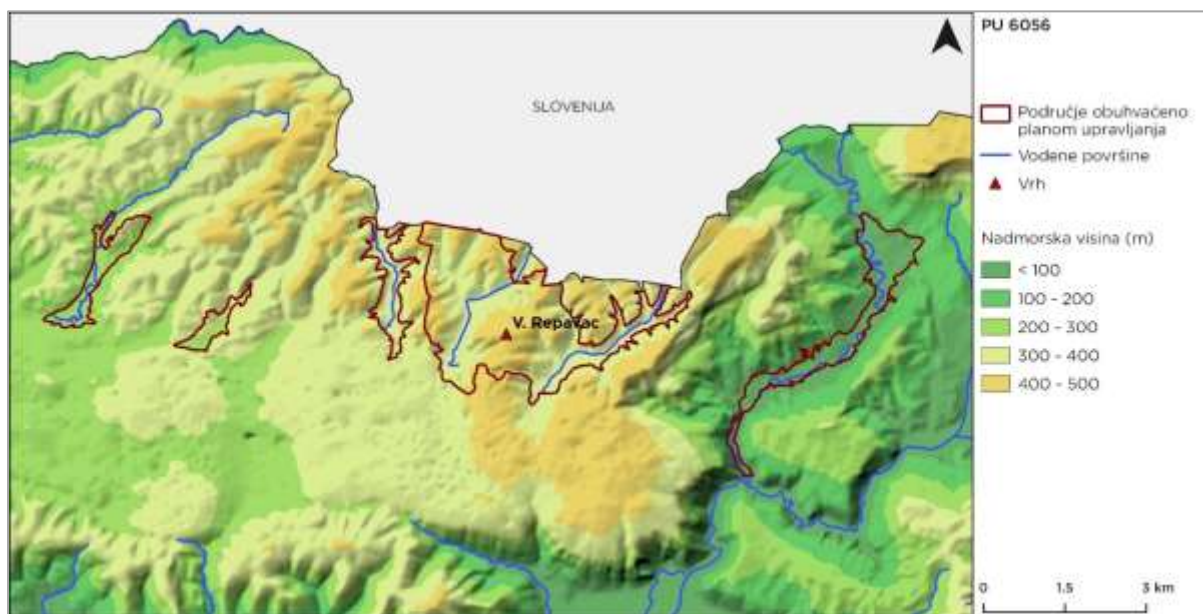 PU 6056
SLOVENIJA
Područje obuhvaćeno
planom upravljanja
Vodene površine
Vrh
V. Repavac
Nadmorska visina (m)
< 100
100 - 200
200 - 300
300 - 400
400 - 500
0 1.5 3 km